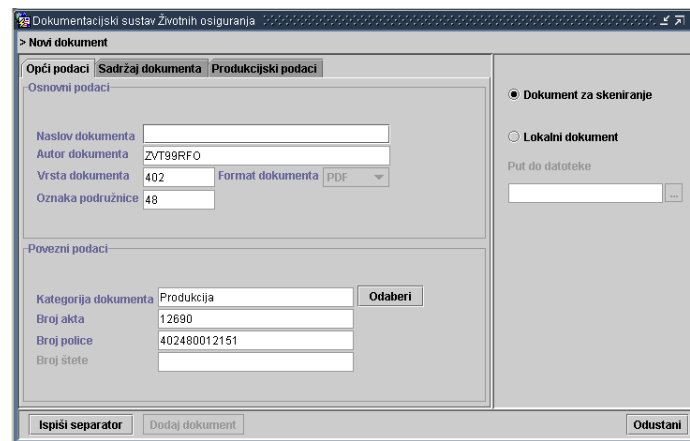 Dokumentacijski sustav Životnih osiguranja
> Novi dokument
Opći podaci Sadržaj dokumenta Produkcijski podaci
Osnovni podaci
Naslov dokumenta
Autor dokumenta ZVT99RFO
Vrsta dokumenta 402 Format dokumenta PDF
Oznaka podružnice 48
Povezni podaci
Kategorija dokumenta Produkcija Odaberi
Broj akta 12690
Broj police 402480012151
Broj štete
Dokument za skeniranje
Lokalni dokument
Put do datoteke
...
Ispiši separator Dodaj dokument Odustani